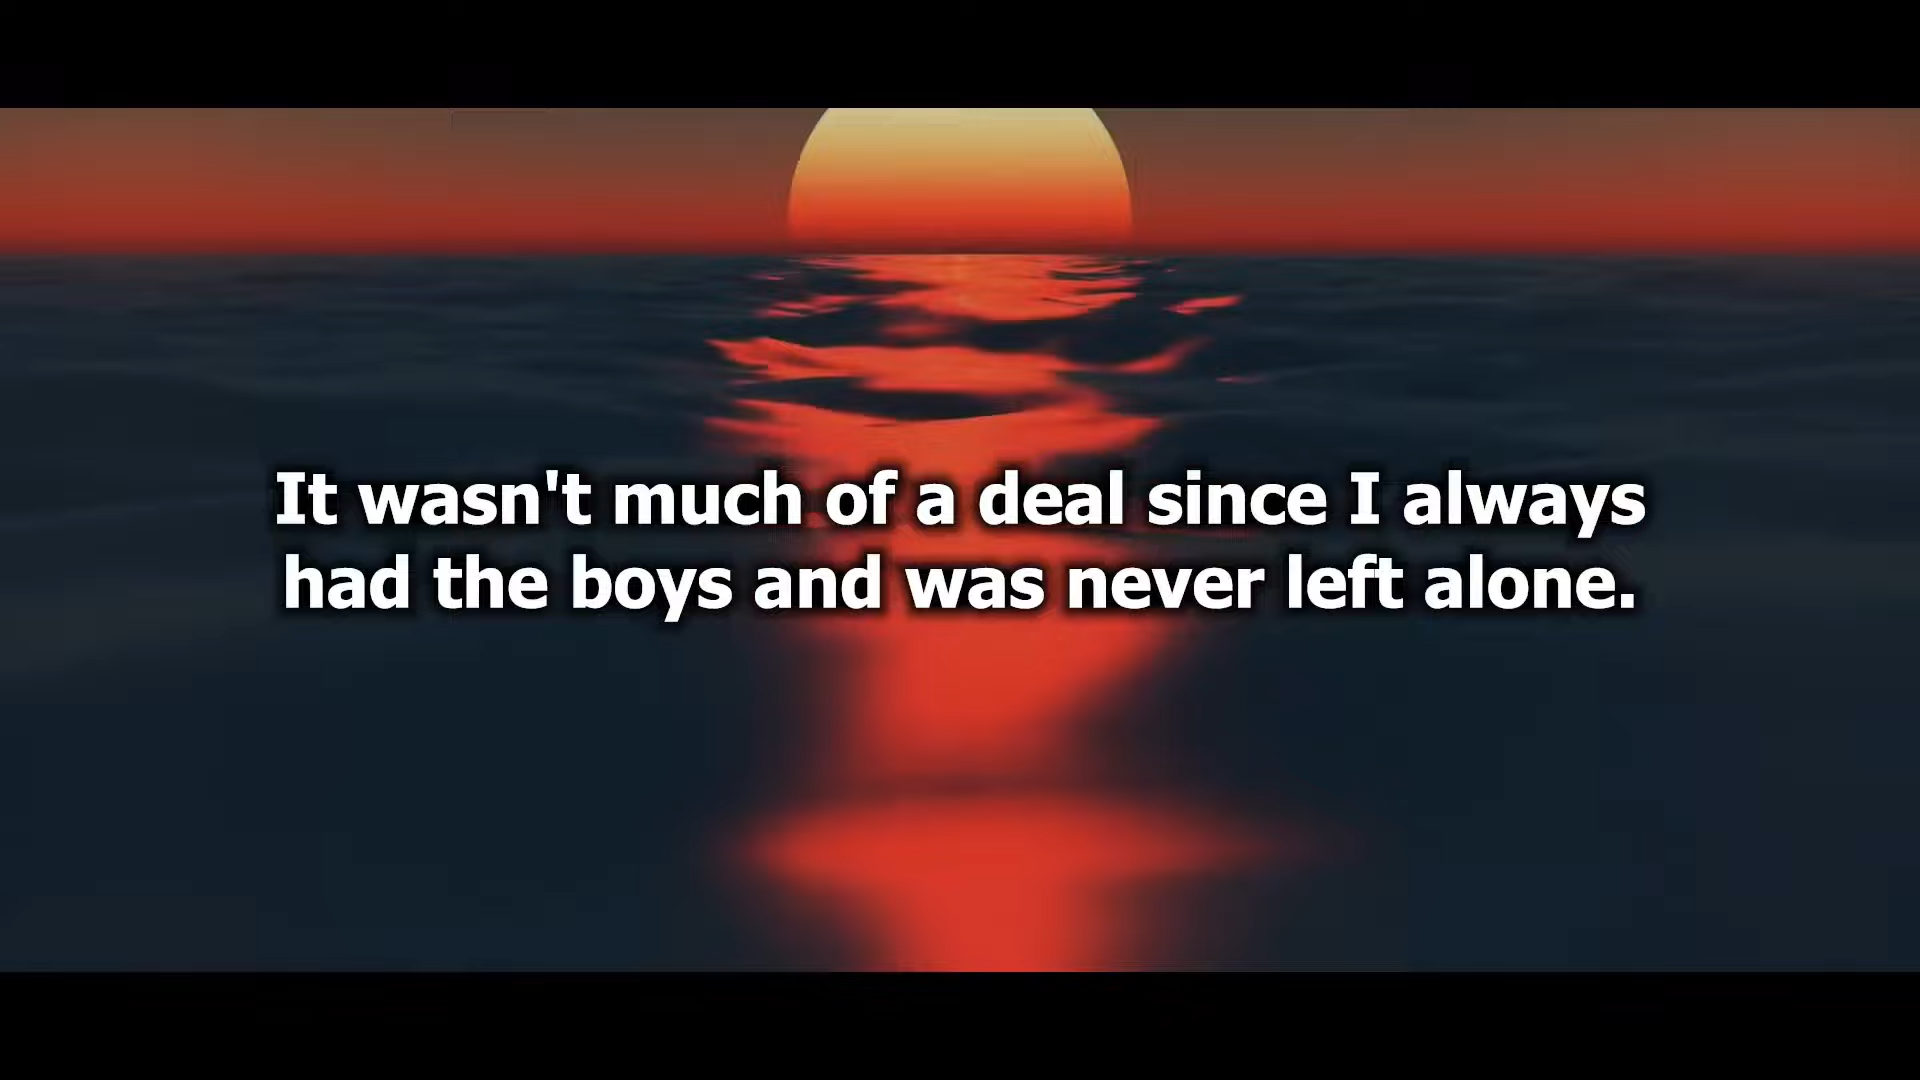 It wasn't much of a deal since I always
had the boys and was never left alone.